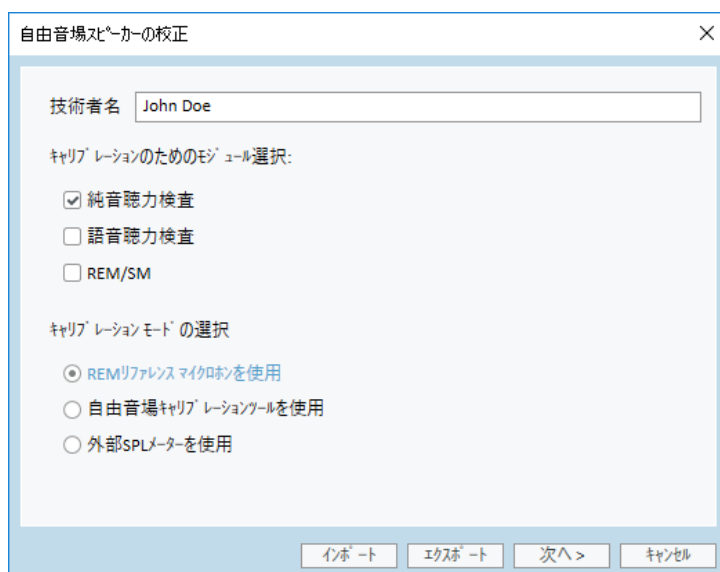 自由音場ｽﾋﾟｰｶｰの校正
技術者名 John Doe
ｷｬﾘﾌﾞﾚｰｼｮﾝのためのﾓｼﾞｭｰﾙ選択:
純音聴力検査
語音聴力検査
REM/SM
ｷｬﾘﾌﾞﾚｰｼｮﾝ ﾓｰﾄﾞの選択
REMﾘﾌｧﾚﾝｽ ﾏｲｸﾛﾎﾝを使用
自由音場ｷｬﾘﾌﾞﾚｰｼｮﾝﾂｰﾙを使用
外部SPLﾒｰﾀｰを使用
ｲﾝﾎﾟｰﾄ ｴｸｽﾎﾟｰﾄ 次へ > ｷｬﾝｾﾙ